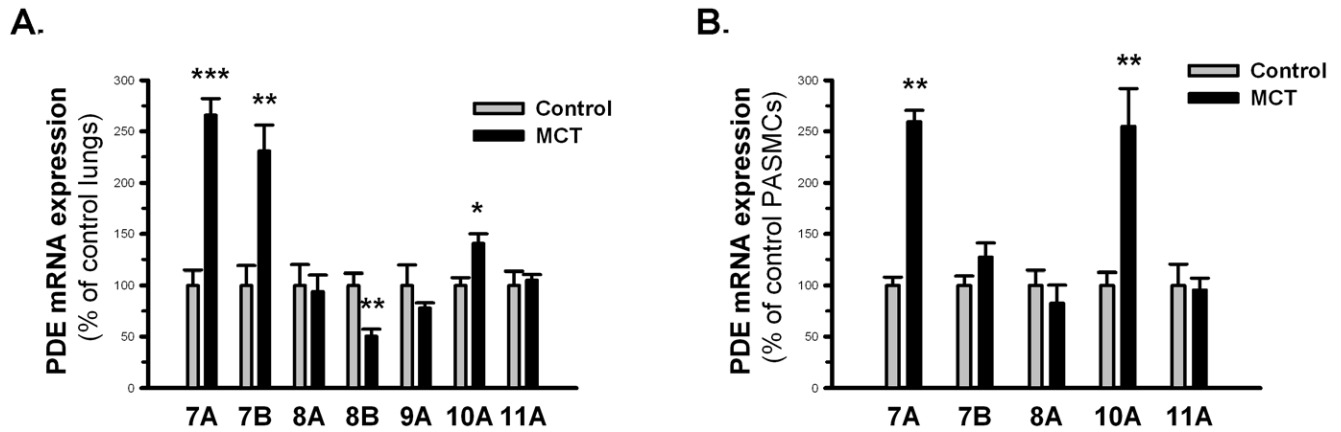 A.
PDE mRNA expression
(% of control lungs)
300
250
200
150
100
50
0
***
**
**
*
Control
MCT
7A 7B 8A 8B 9A 10A 11A
B.
PDE mRNA expression
(% of control PASMCs)
300
250
200
150
100
50
0
**
**
Control
MCT
7A 7B 8A 10A 11A